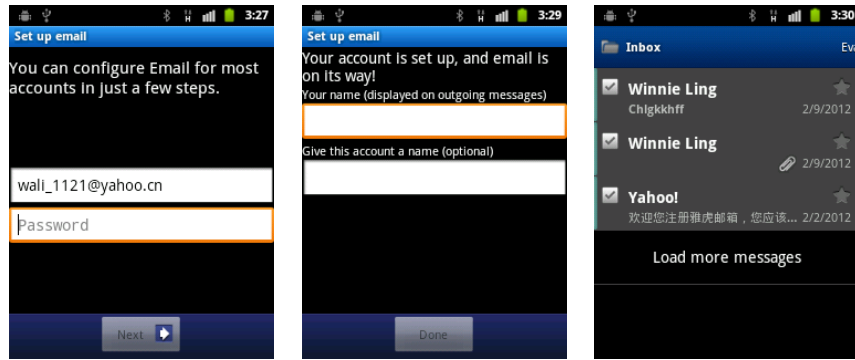 H 3:27
Set up email
You can configure Email for most
accounts in just a few steps.
wali_1121@yahoo.cn
Password
Next
H 3:29
Set up email
Your account is set up, and email is
on its way!
Your name (displayed on outgoing messages)
Give this account a name (optional)
Done
H 3:30
Inbox Eva
Winnie Ling
Chlgkkhff 2/9/2012
Winnie Ling
2/9/2012
Yahoo!
欢迎您注册雅虎邮箱，您应该... 2/2/2012
Load more messages